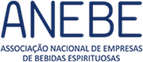 ANEBE
ASSOCIAÇÃO NACIONAL DE EMPRESAS
DE BEBIDAS ESPIRITUOSAS